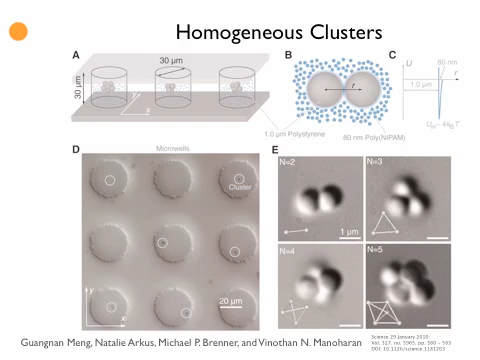 Homogeneous Clusters
A
30 µm
30 µm
y
x
1.0 µm Polystyrene
B
r
80 nm Poly(NIPAM)
C
U
80 nm
r
1.0 µm
Uₘ~ 4k_BT
D
Microwells
Cluster
y
x
20 µm
E
N=2
1 µm
N=3
N=4
N=5
Guangnan Meng, Natalie Arkus, Michael P. Brenner, and Vinothan N. Manoharan
Science 29 January 2010:
Vol. 327. no. 5965, pp. 560 - 563
DOI: 10.1126/science.1181263